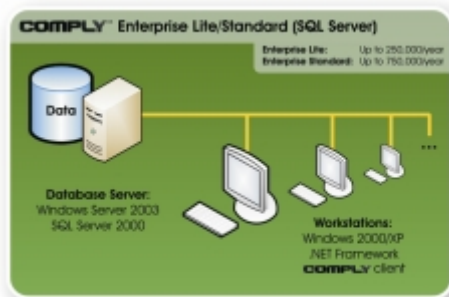 COMPLY™ Enterprise Lite/Standard (SQL Server)
Enterprise Lite: Up to 250,000/year
Enterprise Standard: Up to 750,000/year
Data
...
Database Server:
Windows Server 2003
SQL Server 2000
Workstations:
Windows 2000/XP
.NET Framework
COMPLY client